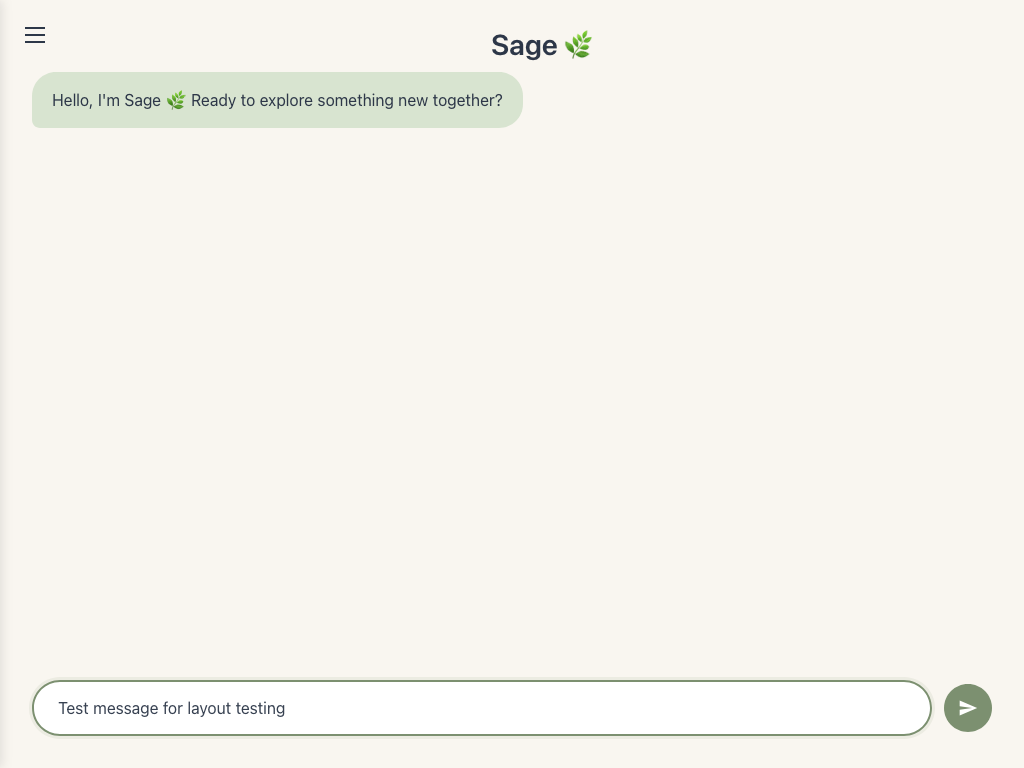 Sage 🌿
Hello, I'm Sage 🌿 Ready to explore something new together?
Test message for layout testing